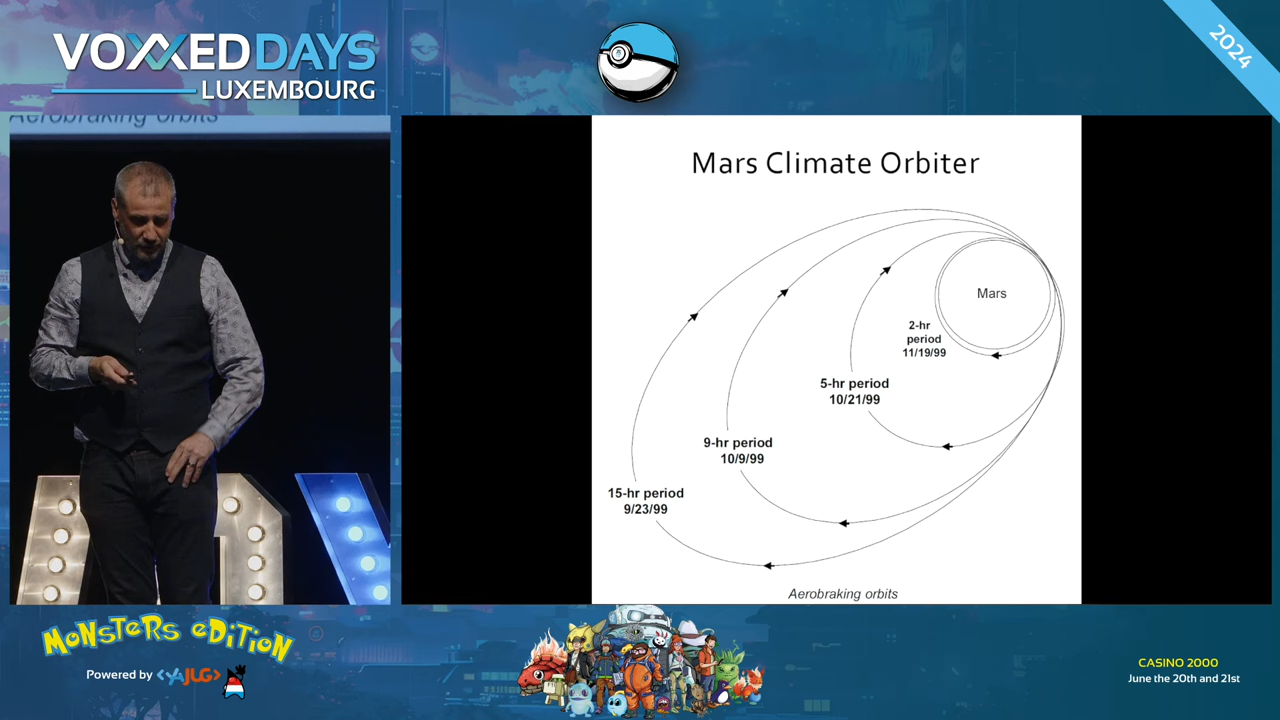 VOXXEDDAYS
LUXEMBOURG
2024
Aerobraking orbits
Mars Climate Orbiter
Mars
2-hr
period
11/19/99
5-hr period
10/21/99
9-hr period
10/9/99
15-hr period
9/23/99
Aerobraking orbits
MONSTERS EDITION
Powered by <YAJUG>
CASINO 2000
June the 20th and 21st